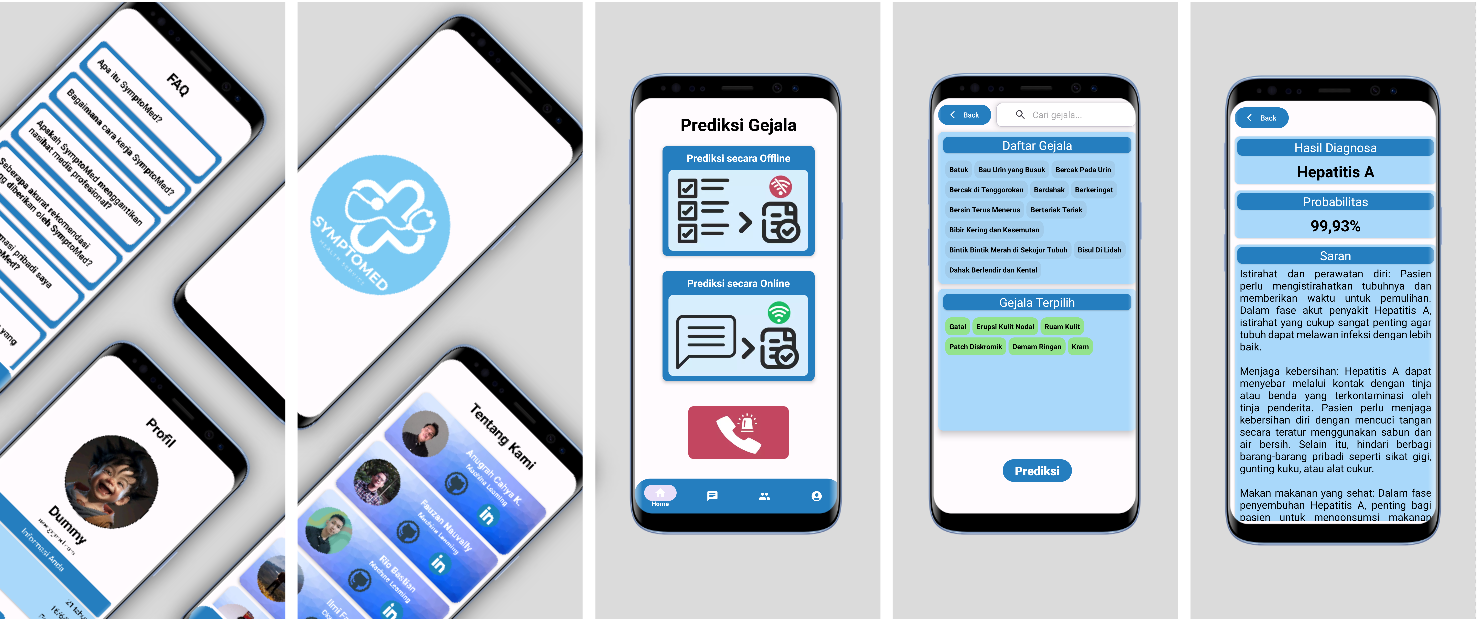 FAQ
Apa itu SymptoMed?
Bagaimana cara kerja SymptoMed?
Apakah SymptoMed menggantikan
nasihat medis profesional?
Seberapa akurat rekomendasi
yang diberikan oleh SymptoMed?
pribadi saya
yang
Profil
Dummy
Informasi Anda
SYMPTOMED
Tentang Kami
Anugrah Cahya K.
Machine Learning
in
Fauzan Nauvally
Machine Learning
in
Rio Bastian
Machine Learning
in
Ilmi
Prediksi Gejala
Prediksi secara Offline
Prediksi secara Online
Home
Back
Cari gejala...
Daftar Gejala
Batuk
Bau Urin yang Busuk
Bercak Pada Urin
Bercak di Tanggorokan
Berdahak
Berkeringat
Bersin Terus Menerus
Berteriak Teriak
Bibir Kering dan Kesemutan
Bintik Bintik Merah di Sekujur Tubuh
Bisul Di Lidah
Dahak Berlendir dan Kental
Gejala Terpilih
Gatal
Erupsi Kulit Nodal
Ruam Kulit
Patch Diskromik
Demam Ringan
Kram
Prediksi
Back
Hasil Diagnosa
Hepatitis A
Probabilitas
99,93%
Saran
Istirahat dan perawatan diri: Pasien
perlu mengistirahatkan tubuhnya dan
memberikan waktu untuk pemulihan.
Dalam fase akut penyakit Hepatitis A,
istirahat yang cukup sangat penting agar
tubuh dapat melawan infeksi dengan lebih
baik.
Menjaga kebersihan: Hepatitis A dapat
menyebar melalui kontak dengan tinja
atau benda yang terkontaminasi oleh
tinja penderita. Pasien perlu menjaga
kebersihan diri dengan mencuci tangan
secara teratur menggunakan sabun dan
air bersih. Selain itu, hindari berbagi
barang-barang pribadi seperti sikat gigi,
gunting kuku, atau alat cukur.
Makan makanan yang sehat: Dalam fase
penyembuhan Hepatitis A, penting bagi
pasien untuk mengonsumsi makanan